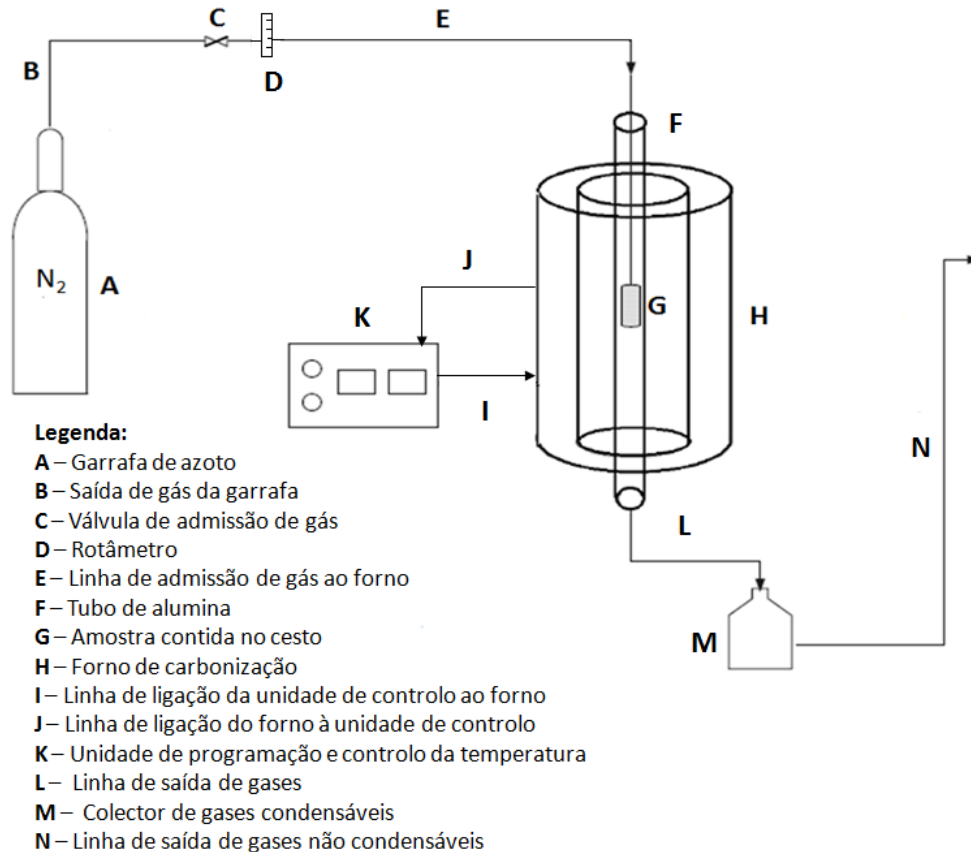 C
E
B
D
F
N₂
A
J
G
H
K
I
N
L
M
Legenda:
A – Garrafa de azoto
B – Saída de gás da garrafa
C – Válvula de admissão de gás
D – Rotâmetro
E – Linha de admissão de gás ao forno
F – Tubo de alumina
G – Amostra contida no cesto
H – Forno de carbonização
I – Linha de ligação da unidade de controlo ao forno
J – Linha de ligação do forno à unidade de controlo
K – Unidade de programação e controlo da temperatura
L – Linha de saída de gases
M – Colector de gases condensáveis
N – Linha de saída de gases não condensáveis